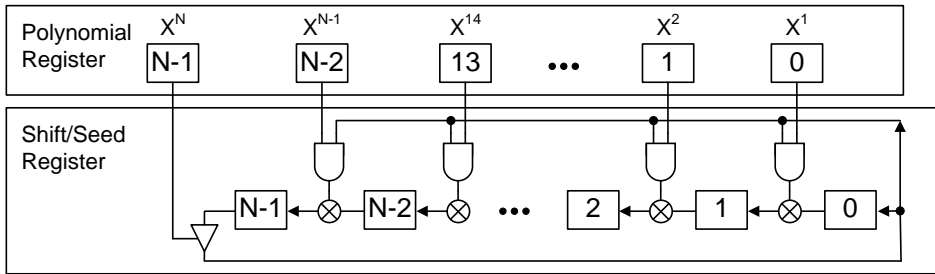 X^N X^N-1 X^14 X^2 X^1
Polynomial
Register
N-1 N-2 13 ••• 1 0
Shift/Seed
Register
N-1 N-2 ••• 2 1 0